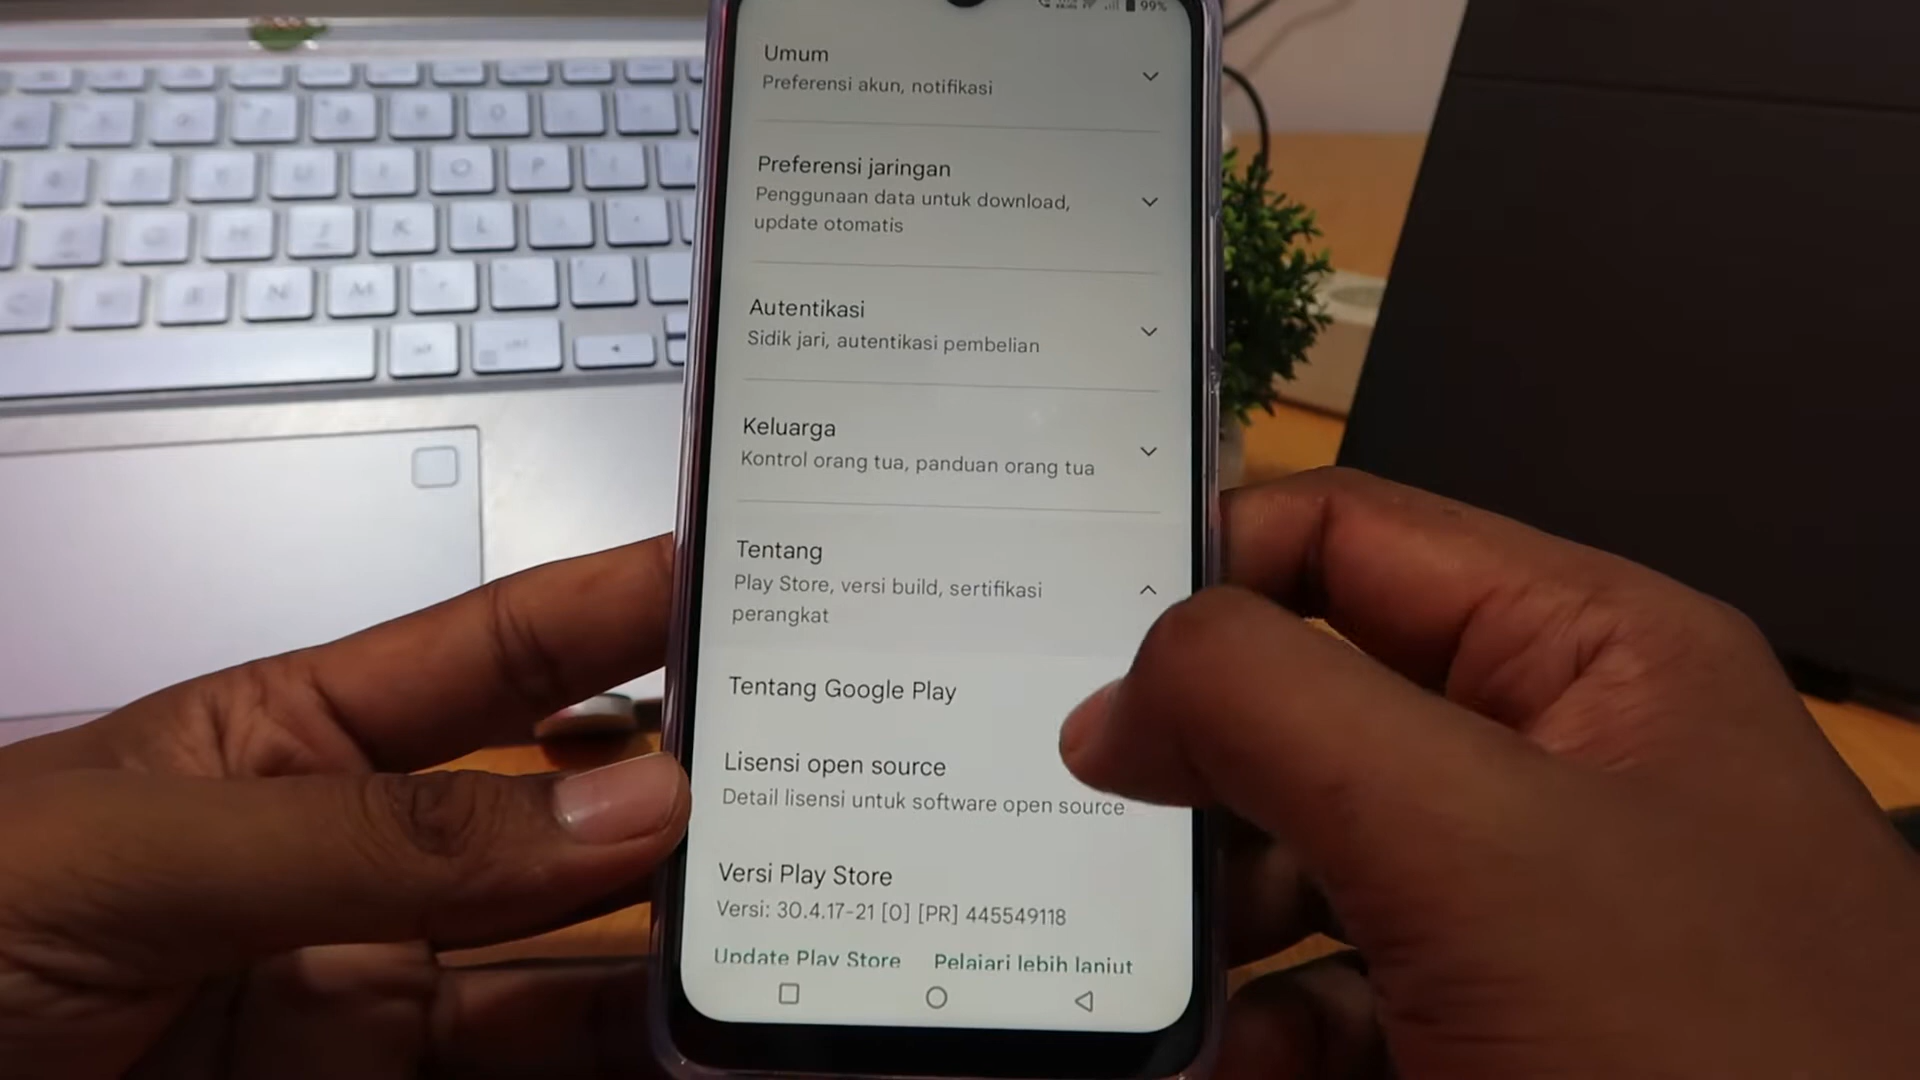 99%
Umum
Preferensi akun, notifikasi
Preferensi jaringan
Penggunaan data untuk download,
update otomatis
Autentikasi
Sidik jari, autentikasi pembelian
Keluarga
Kontrol orang tua, panduan orang tua
Tentang
Play Store, versi build, sertifikasi
perangkat
Tentang Google Play
Lisensi open source
Detail lisensi untuk software open source
Versi Play Store
Versi: 30.4.17-21 [0] [PR] 445549118
Update Play Store
Pelajari lebih lanjut